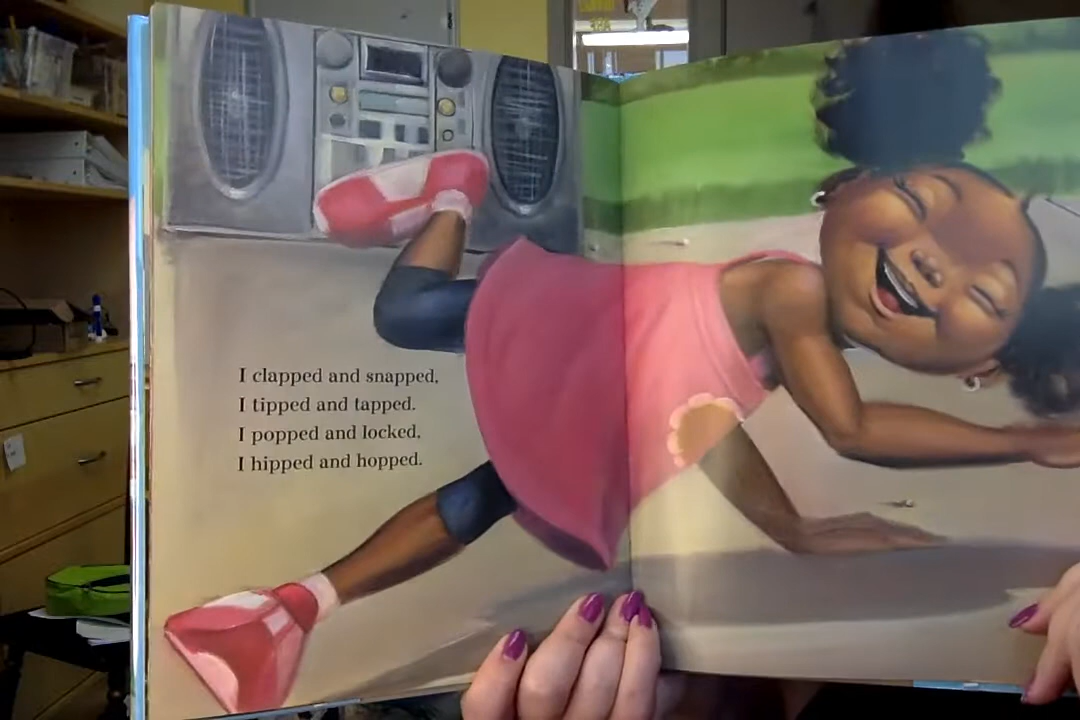 I clapped and snapped,
I tipped and tapped.
I popped and locked,
I hipped and hopped.